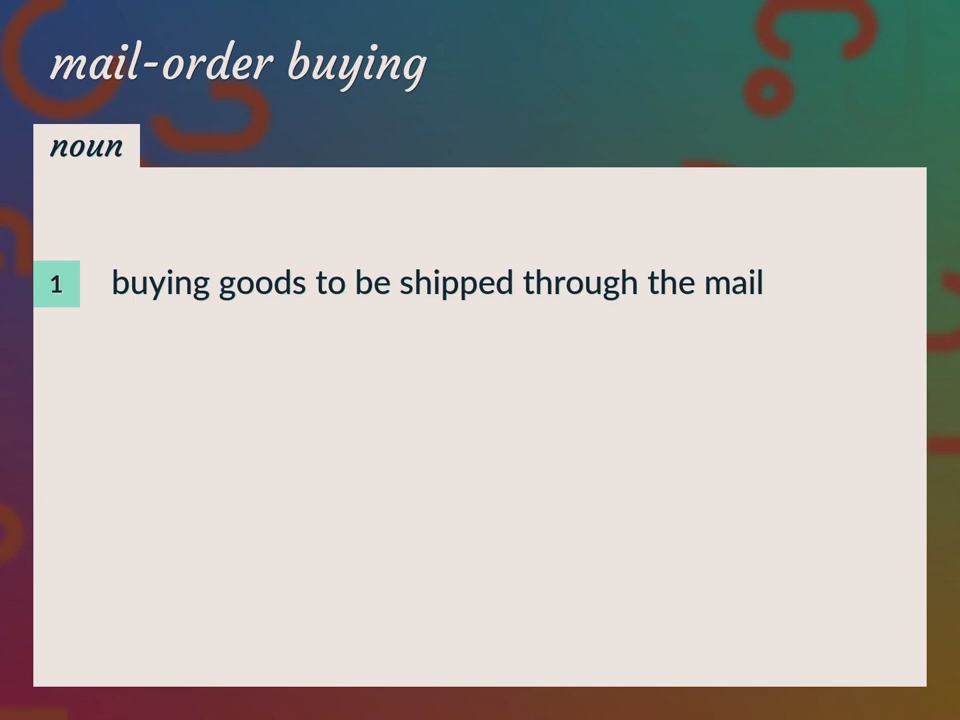 mail-order buying
noun
1 buying goods to be shipped through the mail